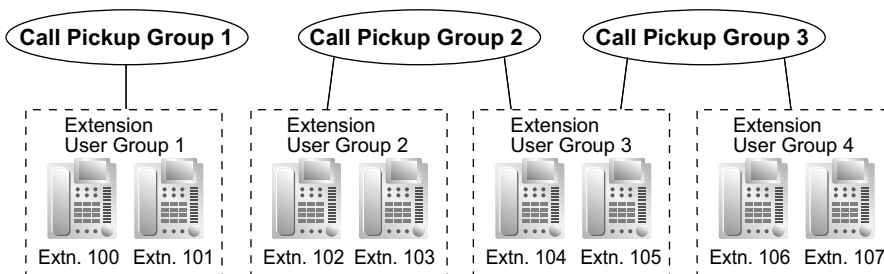 Call Pickup Group 1
Call Pickup Group 2
Call Pickup Group 3
Extension
User Group 1
Extension
User Group 2
Extension
User Group 3
Extension
User Group 4
Extn. 100
Extn. 101
Extn. 102
Extn. 103
Extn. 104
Extn. 105
Extn. 106
Extn. 107